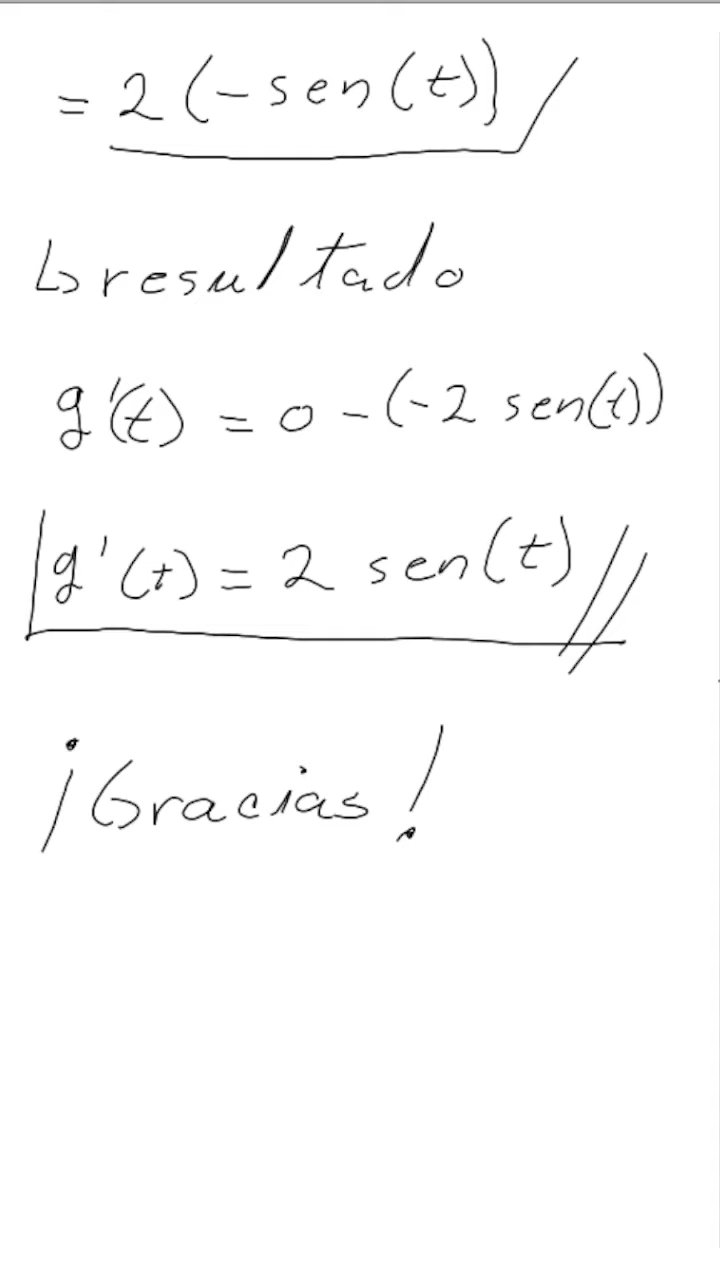 = 2 (- sen(t))
↳ resultado
g'(t) = 0 - (-2 sen(t))
g'(t) = 2 sen(t)
¡Gracias!